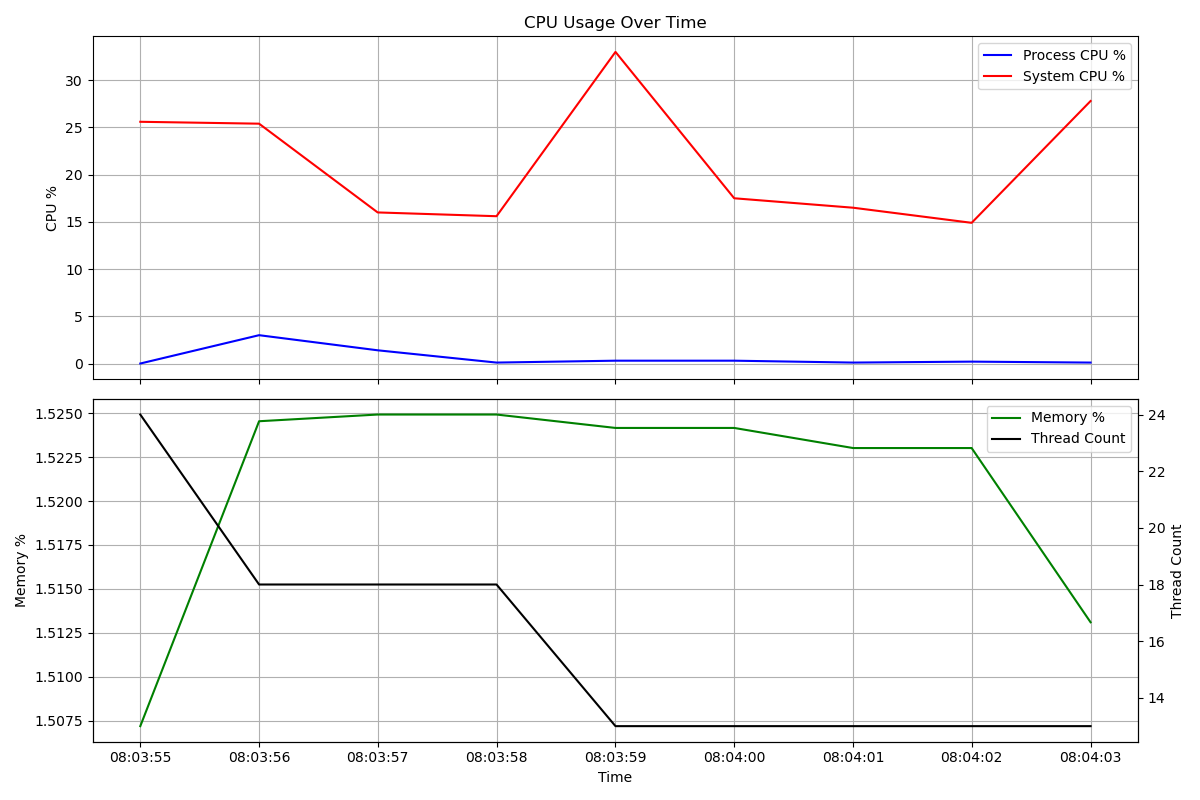 CPU Usage Over Time
Process CPU %
System CPU %
30
25
20
15
10
5
0
CPU %
Memory %
Thread Count
1.5250
1.5225
1.5200
1.5175
1.5150
1.5125
1.5100
1.5075
Memory %
24
22
20
18
16
14
Thread Count
08:03:55 08:03:56 08:03:57 08:03:58 08:03:59 08:04:00 08:04:01 08:04:02 08:04:03
Time